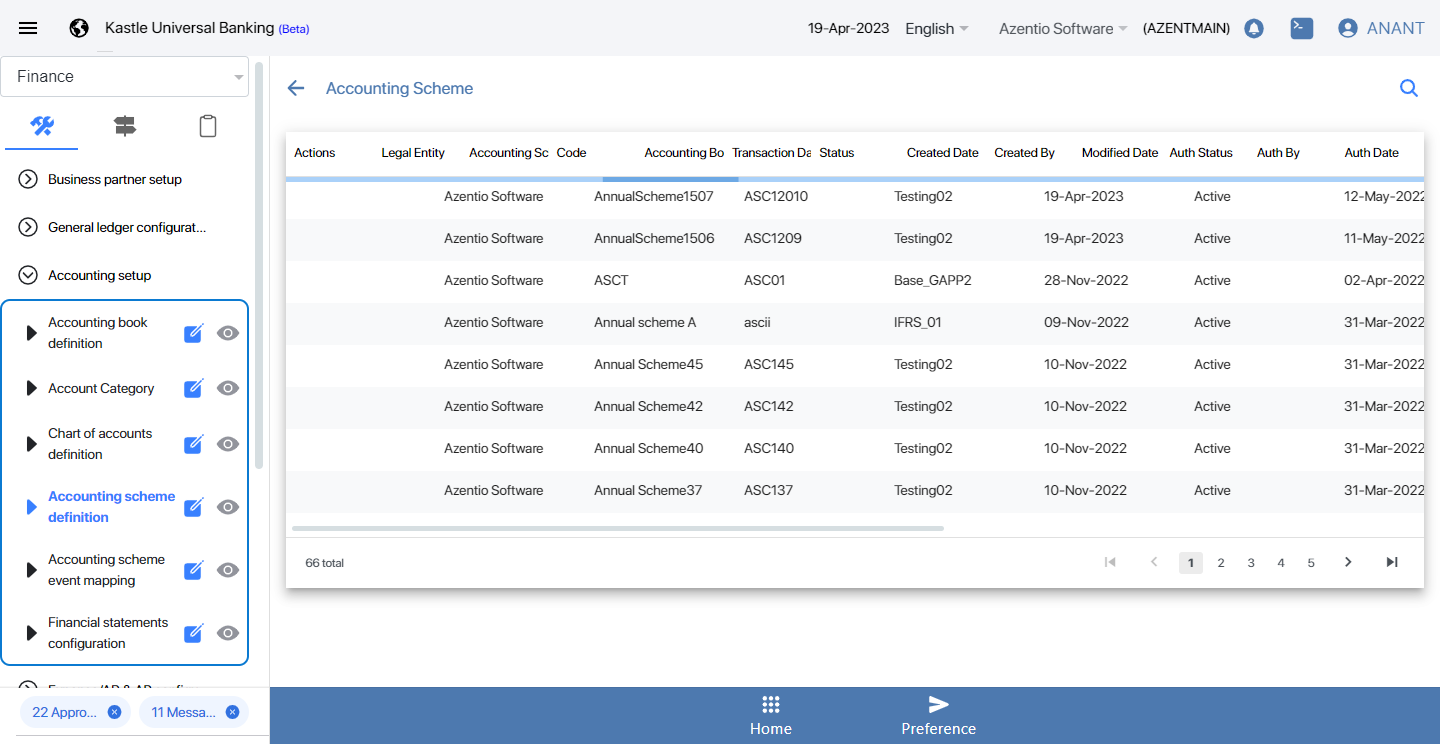 Kastle Universal Banking (Beta)
19-Apr-2023 English Azentio Software (AZENTMAIN) ANANT
Finance
Business partner setup
General ledger configurat...
Accounting setup
Accounting book
definition
Account Category
Chart of accounts
definition
Accounting scheme
definition
Accounting scheme
event mapping
Financial statements
configuration
22 Appro... 11 Messa...
Accounting Scheme
Actions Legal Entity Accounting Sc Code Accounting Bo Transaction Da Status Created Date Created By Modified Date Auth Status Auth By Auth Date
Azentio Software AnnualScheme1507 ASC12010 Testing02 19-Apr-2023 Active 12-May-2022
Azentio Software AnnualScheme1506 ASC1209 Testing02 19-Apr-2023 Active 11-May-2022
Azentio Software ASCT ASC01 Base_GAPP2 28-Nov-2022 Active 02-Apr-2022
Azentio Software Annual scheme A ascii IFRS_01 09-Nov-2022 Active 31-Mar-2022
Azentio Software Annual Scheme45 ASC145 Testing02 10-Nov-2022 Active 31-Mar-2022
Azentio Software Annual Scheme42 ASC142 Testing02 10-Nov-2022 Active 31-Mar-2022
Azentio Software Annual Scheme40 ASC140 Testing02 10-Nov-2022 Active 31-Mar-2022
Azentio Software Annual Scheme37 ASC137 Testing02 10-Nov-2022 Active 31-Mar-2022
66 total 1 2 3 4 5
Home Preference